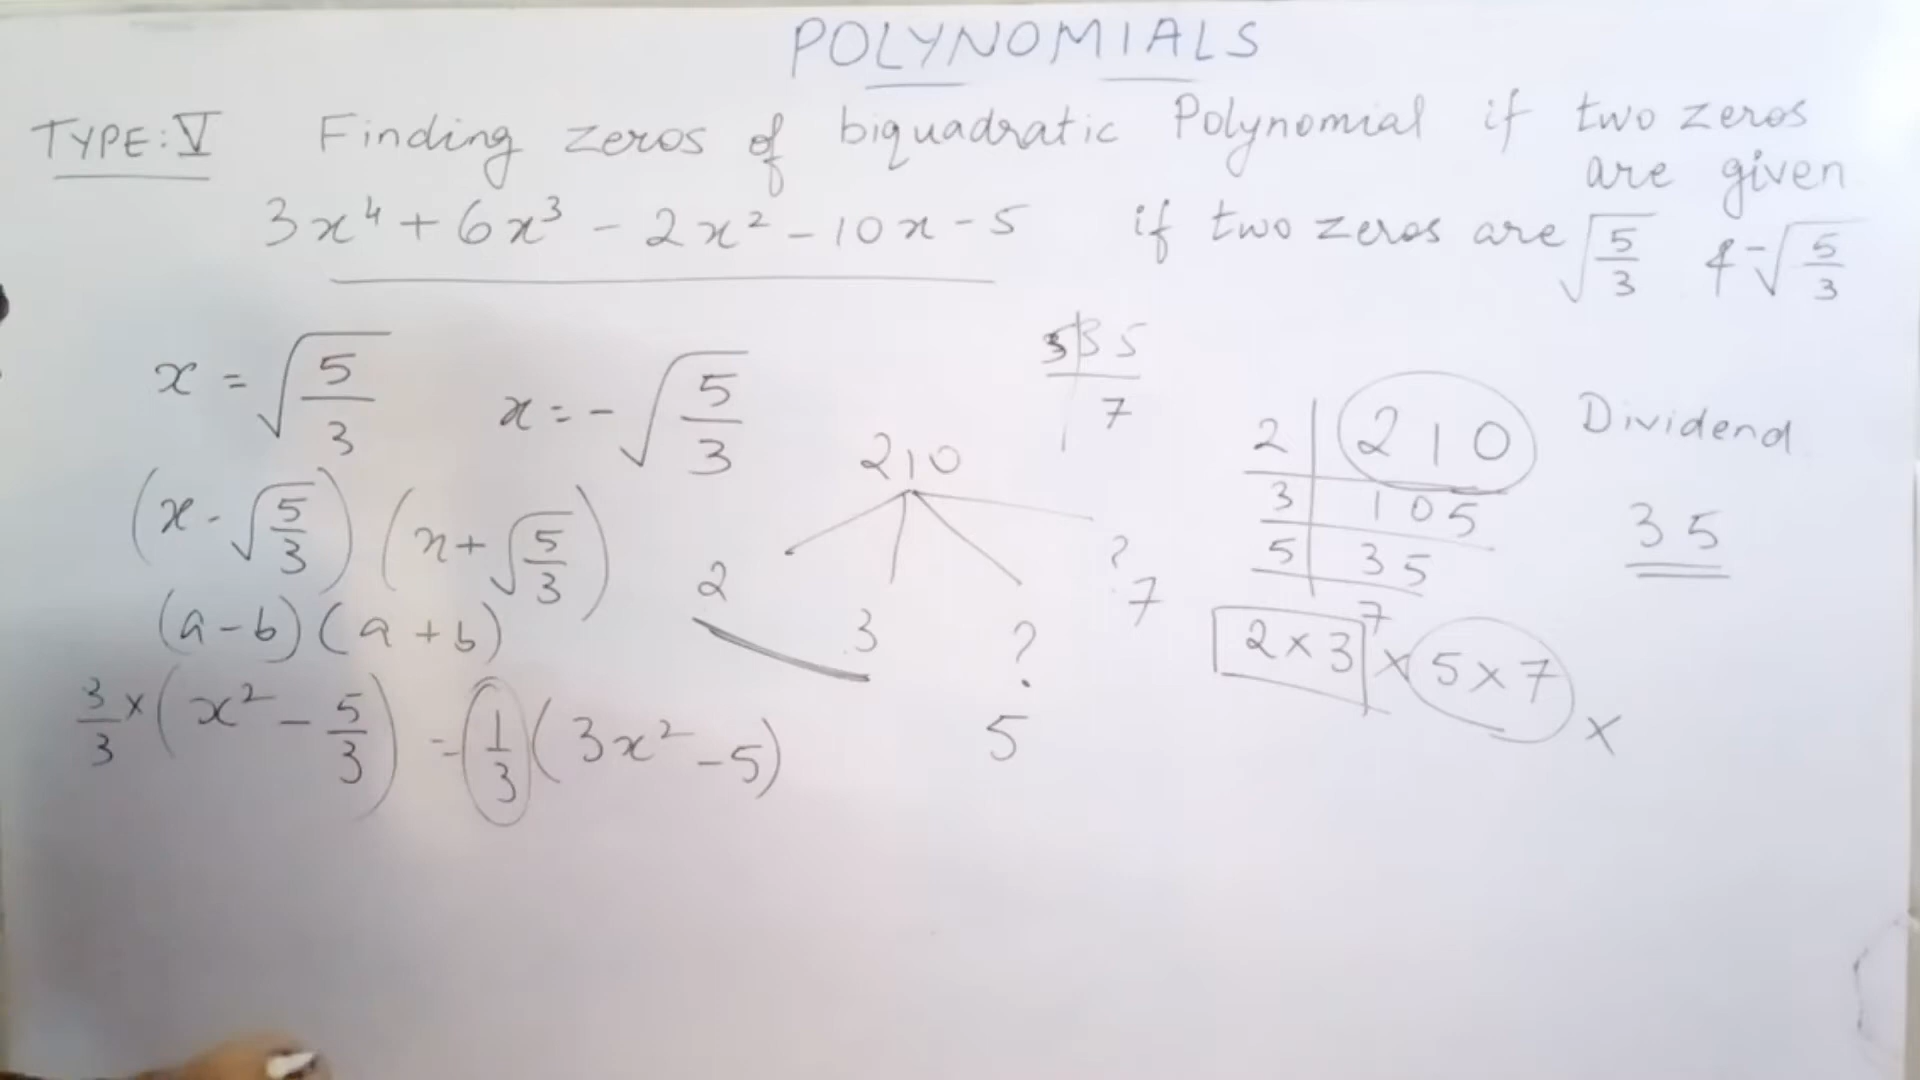 POLYNOMIALS
TYPE: V Finding zeros of biquadratic Polynomial if two zeros are given
3x⁴ + 6x³ - 2x² - 10x - 5 if two zeros are √5/3 & -√5/3
x = √5/3
x = - √5/3
(x - √5/3) (x + √5/3)
(a - b) (a + b)
3/3 × (x² - 5/3) = 1/3 (3x² - 5)
210
2 3 ? ?
5 7
5 35
7
2 210 Dividend
3 105
5 35
7
35
2 × 3 × 5 × 7 ×